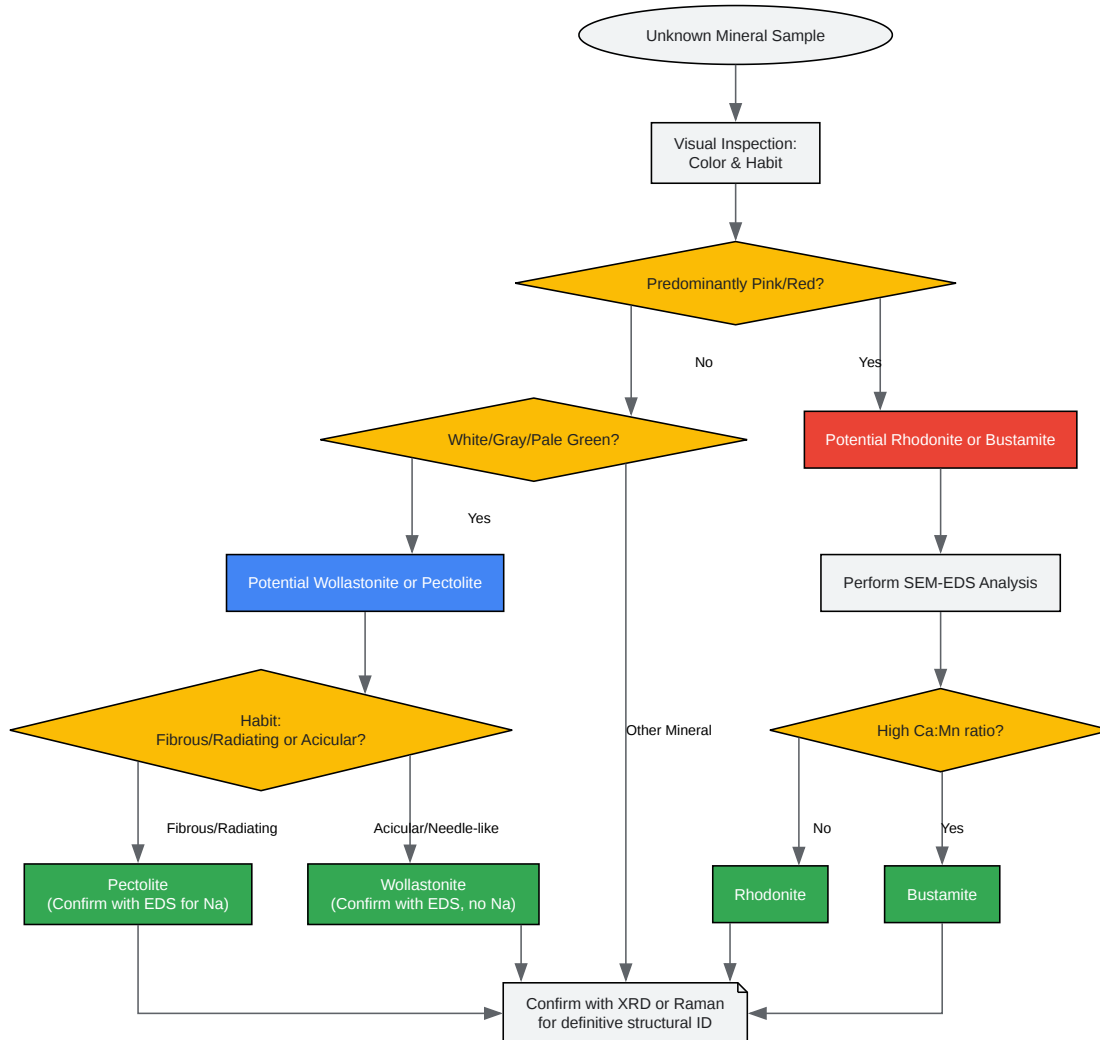 Unknown Mineral Sample
Visual Inspection:
Color & Habit
Predominantly Pink/Red?
No
Yes
White/Gray/Pale Green?
Potential Rhodonite or Bustamite
Yes
Potential Wollastonite or Pectolite
Perform SEM-EDS Analysis
Habit:
Fibrous/Radiating or Acicular?
Other Mineral
High Ca:Mn ratio?
Fibrous/Radiating
Acicular/Needle-like
No
Yes
Pectolite
(Confirm with EDS for Na)
Wollastonite
(Confirm with EDS, no Na)
Rhodonite
Bustamite
Confirm with XRD or Raman
for definitive structural ID